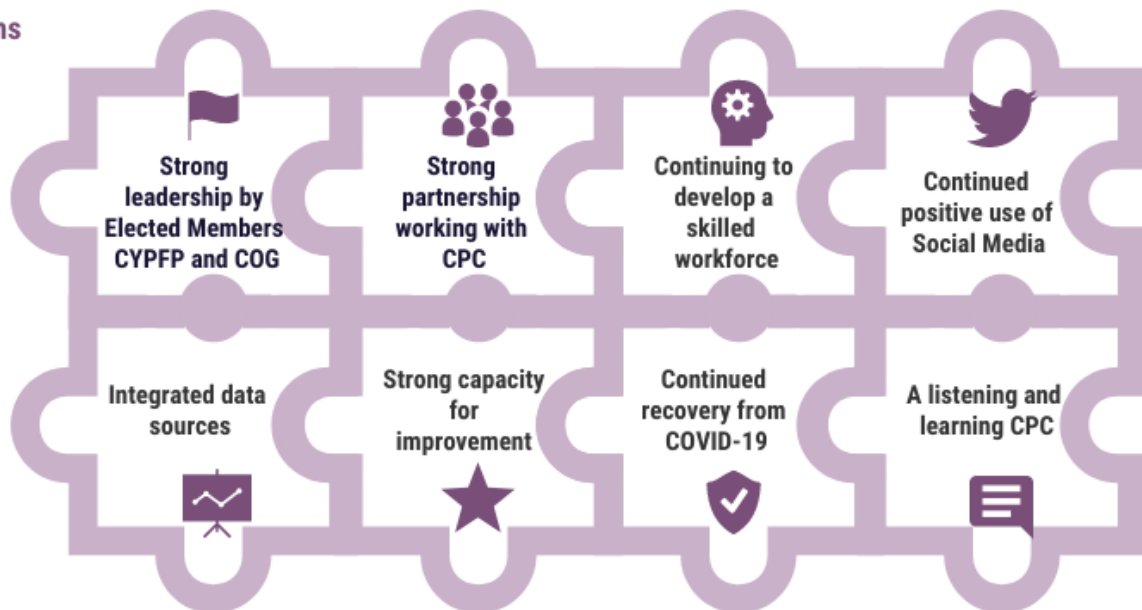 ns
Strong
leadership by
Elected Members
CYPFP and COG
Strong
partnership
working with
CPC
Continuing to
develop a
skilled
workforce
Continued
positive use of
Social Media
Integrated data
sources
Strong capacity
for
improvement
Continued
recovery from
COVID-19
A listening and
learning CPC